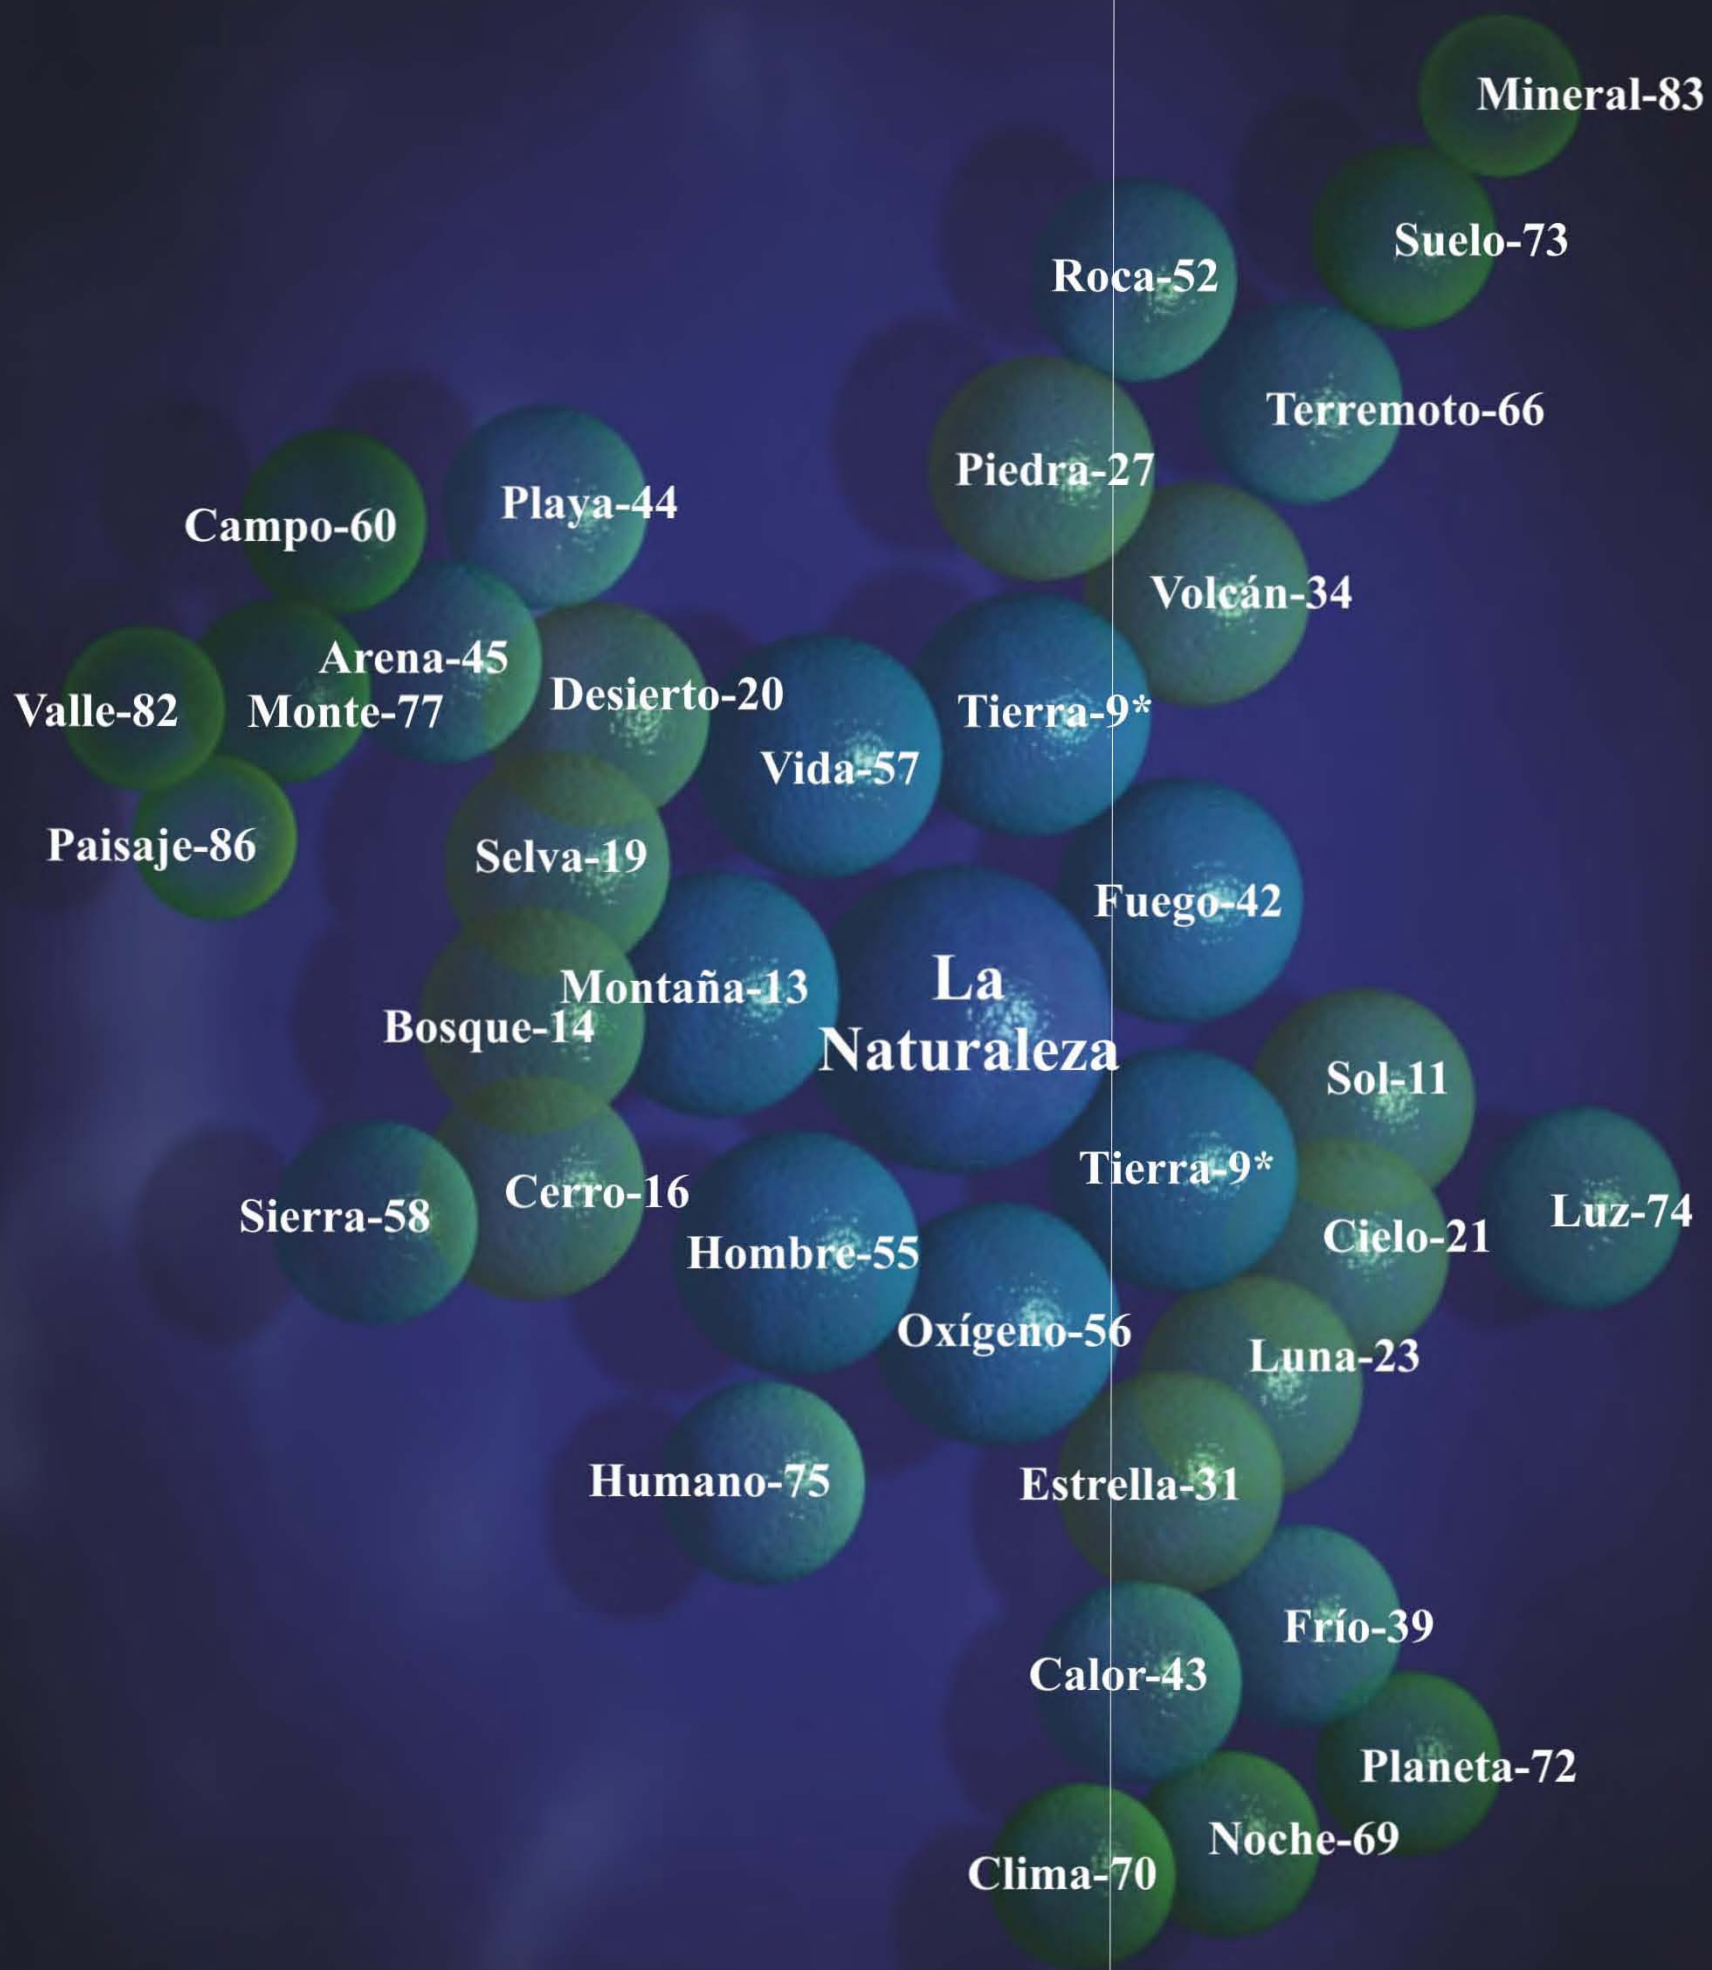 Mineral-83
Suelo-73
Roca-52
Terremoto-66
Piedra-27
Playa-44
Campo-60
Volcán-34
Arena-45
Desierto-20
Valle-82
Monte-77
Tierra-9*
Vida-57
Paisaje-86
Selva-19
Fuego-42
La
Naturaleza
Montaña-13
Bosque-14
Sol-11
Tierra-9*
Cerro-16
Sierra-58
Luz-74
Cielo-21
Hombre-55
Oxígeno-56
Luna-23
Humano-75
Estrella-31
Frío-39
Calor-43
Planeta-72
Noche-69
Clima-70